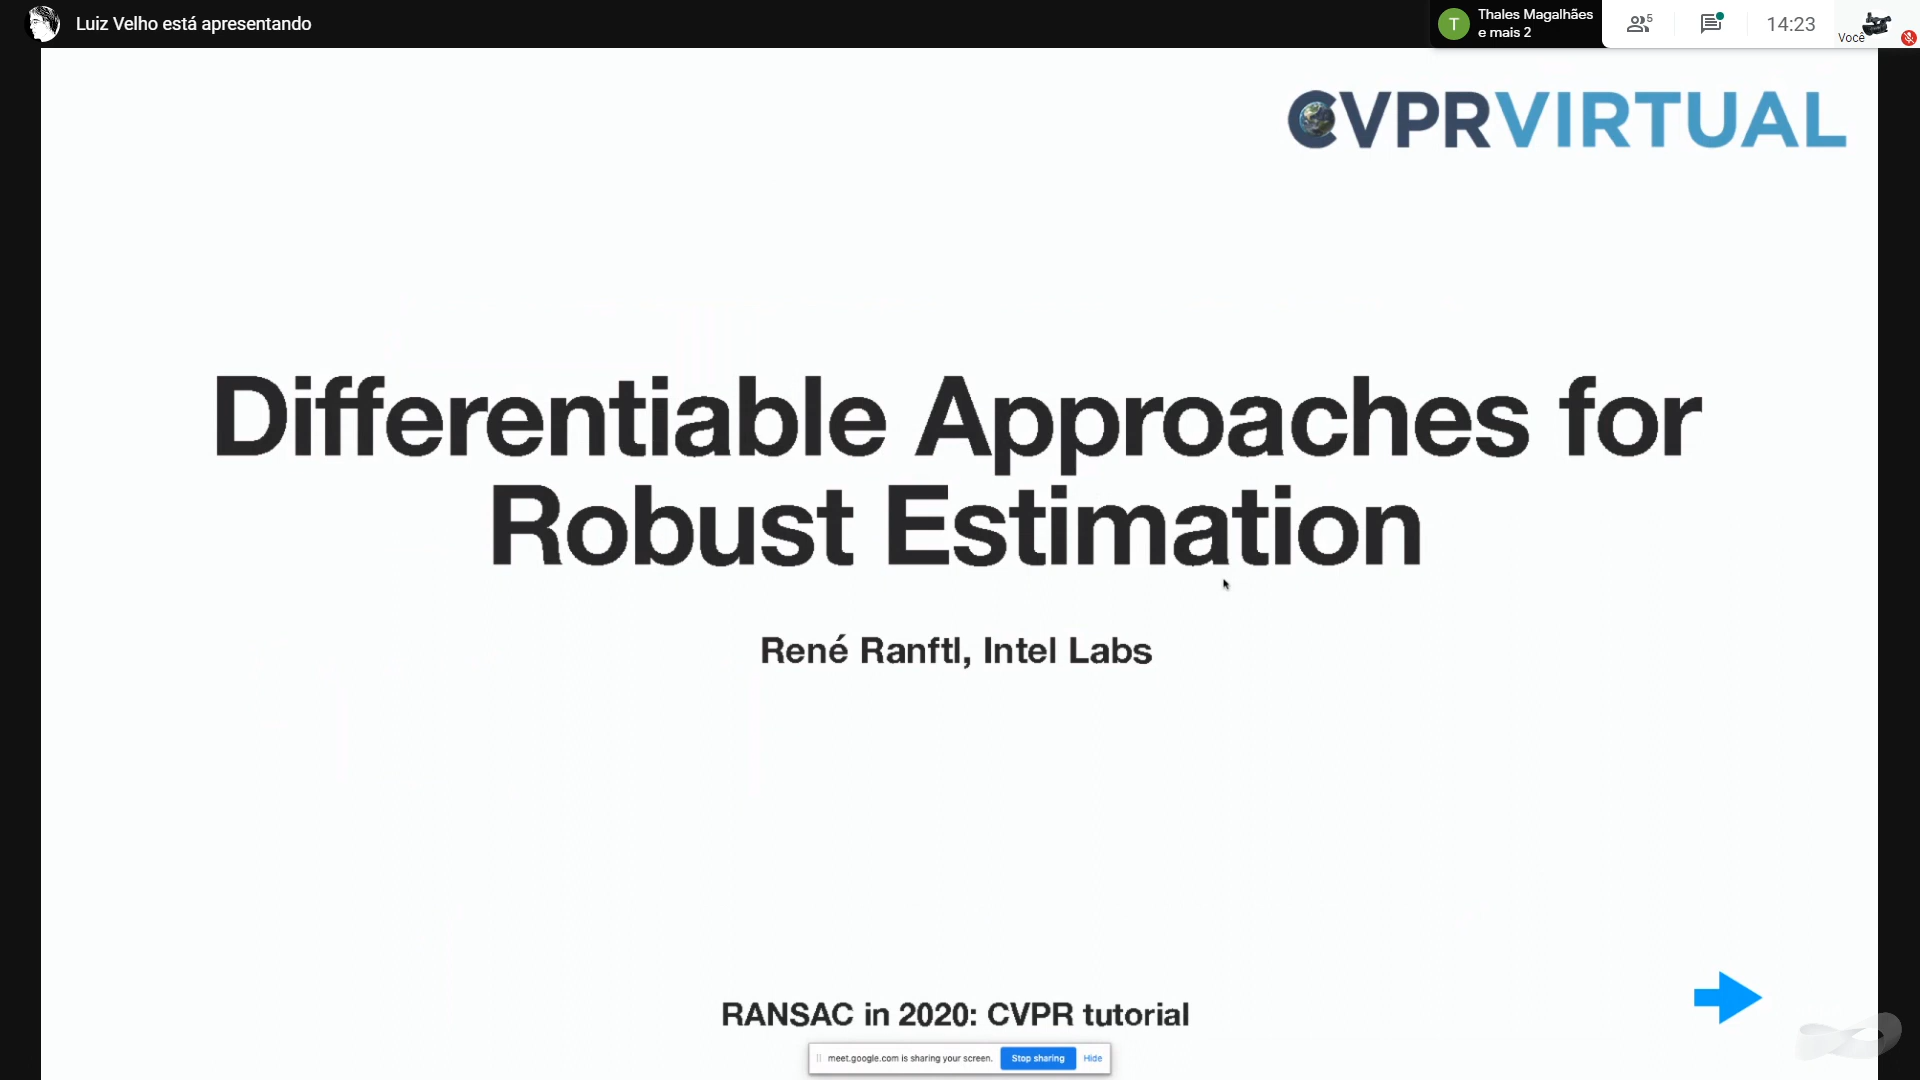 Luiz Velho está apresentando
T
Thales Magalhães
e mais 2
5
14:23
Você
CVPRVIRTUAL
Differentiable Approaches for
Robust Estimation
René Ranftl, Intel Labs
RANSAC in 2020: CVPR tutorial
meet.google.com is sharing your screen.
Stop sharing
Hide